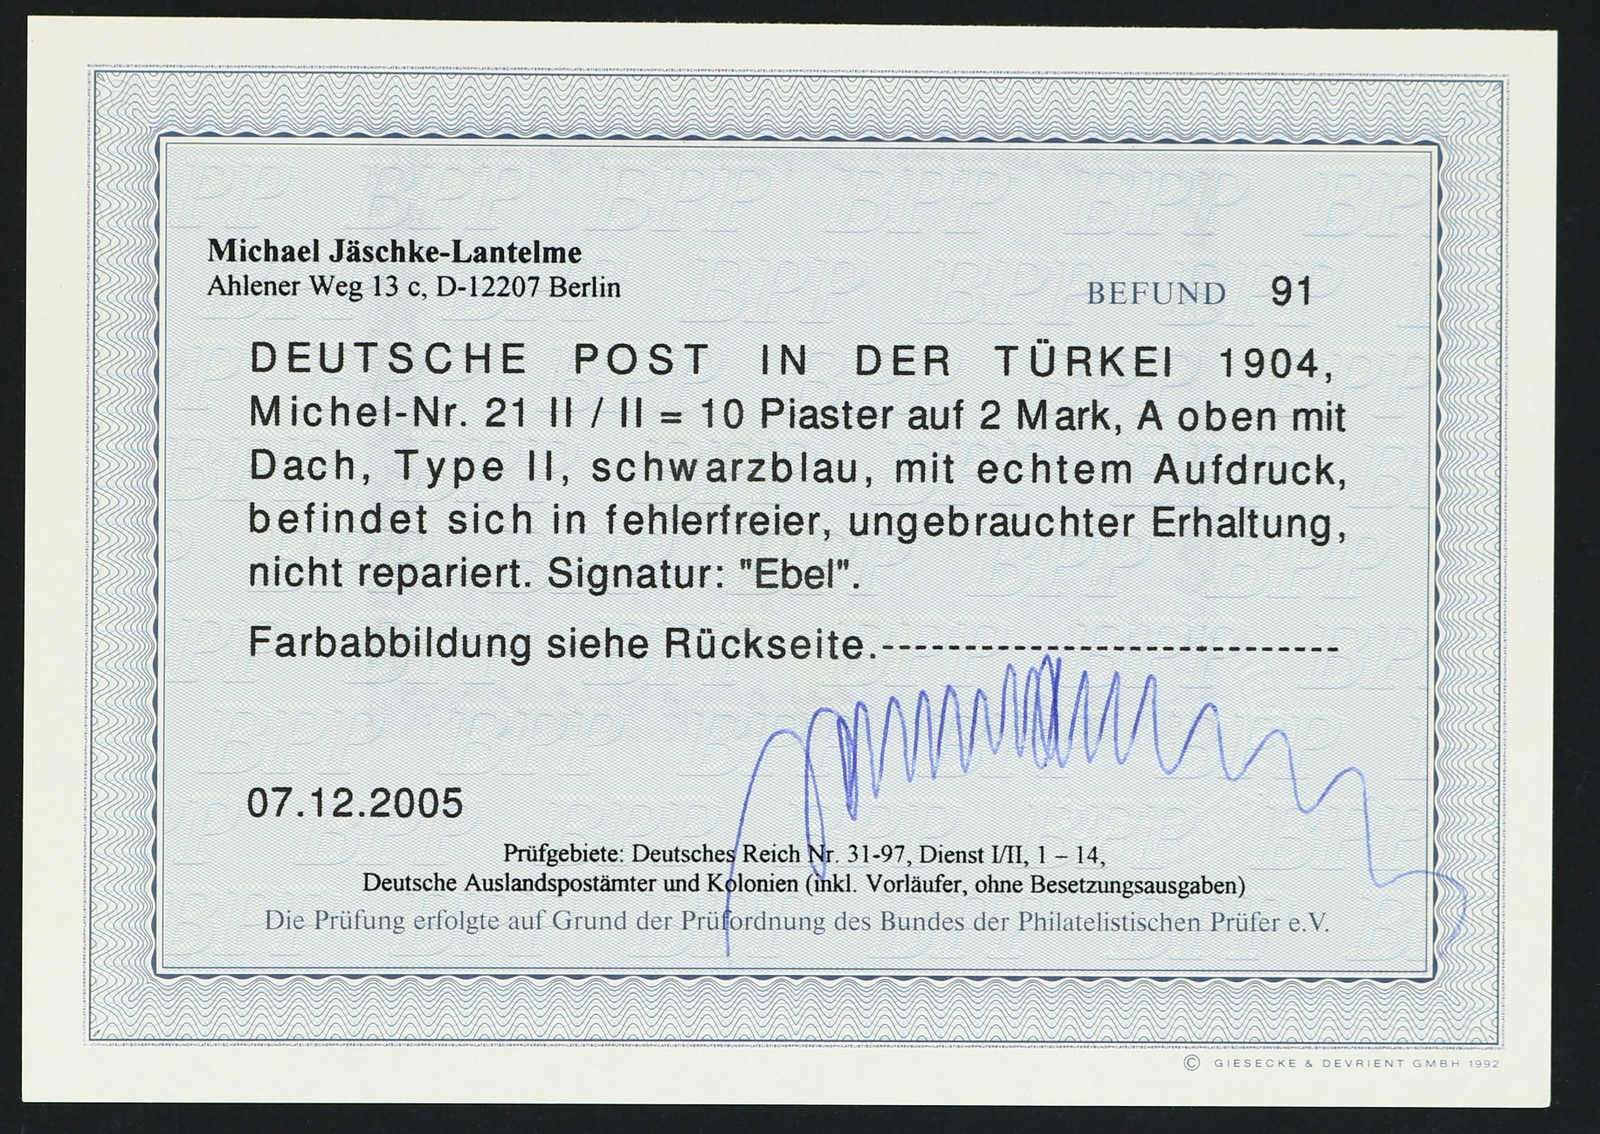 Michael Jäschke-Lantelme
Ahlener Weg 13 c, D-12207 Berlin
BEFUND 91
DEUTSCHE POST IN DER TÜRKEI 1904,
Michel-Nr. 21 II / II = 10 Piaster auf 2 Mark, A oben mit
Dach, Type II, schwarzblau, mit echtem Aufdruck,
befindet sich in fehlerfreier, ungebrauchter Erhaltung,
nicht repariert. Signatur: "Ebel".
Farbabbildung siehe Rückseite.-----------------------------
07.12.2005
Prüfgebiete: Deutsches Reich Nr. 31-97, Dienst I/II, 1 – 14,
Deutsche Auslandspostämter und Kolonien (inkl. Vorläufer, ohne Besetzungsausgaben)
Die Prüfung erfolgte auf Grund der Prüfordnung des Bundes der Philatelistischen Prüfer e.V.
© GIESECKE & DEVRIENT GMBH 1992